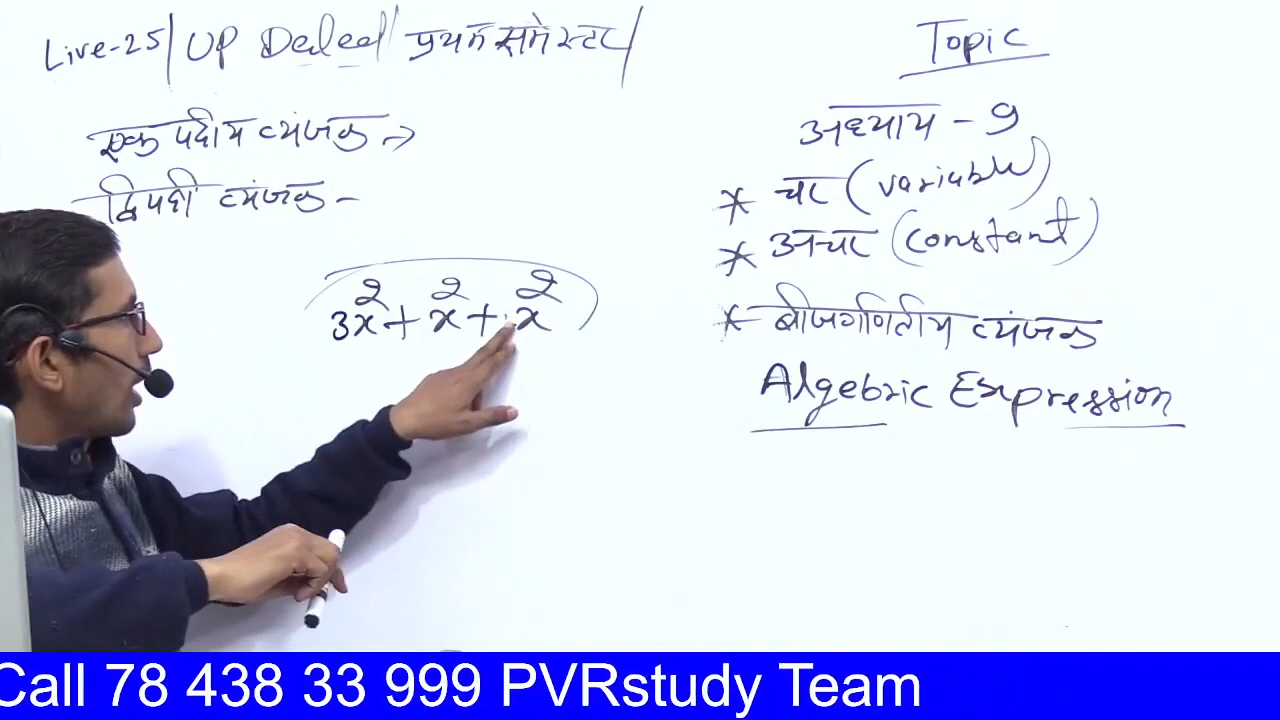 Live-25/ UP Deled/ प्रथम समेस्टर/
एक पदीय व्यंजक →
द्विपदी व्यंजक -
3x² + x² + x²
Topic
अध्याय - 9
* चर (variable)
* अचर (constant)
* बीजगणितीय व्यंजक
Algebric Expression
Call 78 438 33 999 PVRstudy Team